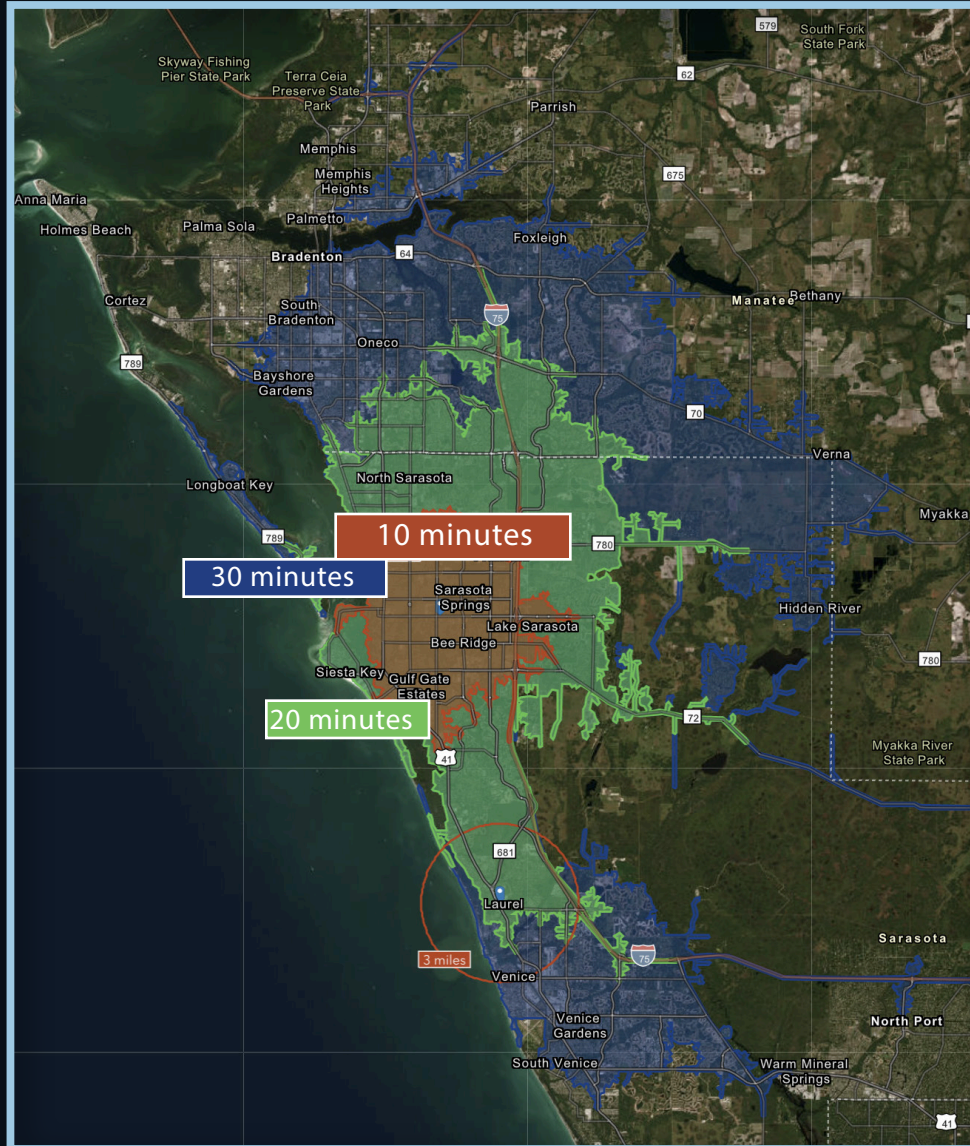 579
South Fork
State Park
Skyway Fishing
Pier State Park
62
Terra Ceia
Preserve State
Park
Parrish
Memphis
675
Memphis
Heights
Anna Maria
Palmetto
Palma Sola
Holmes Beach
Foxleigh
64
Bradenton
Manatee
Bethany
Cortez
South
Bradenton
75
Oneco
789
Bayshore
Gardens
70
Verna
North Sarasota
Longboat Key
Myakka
10 minutes
789
780
30 minutes
Sarasota
Springs
Hidden River
Lake Sarasota
Bee Ridge
780
Siesta Key
Gulf Gate
Estates
20 minutes
72
41
Myakka River
State Park
681
Laurel
Sarasota
3 miles
75
Venice
Venice
Gardens
North Port
South Venice
Warm Mineral
Springs
41